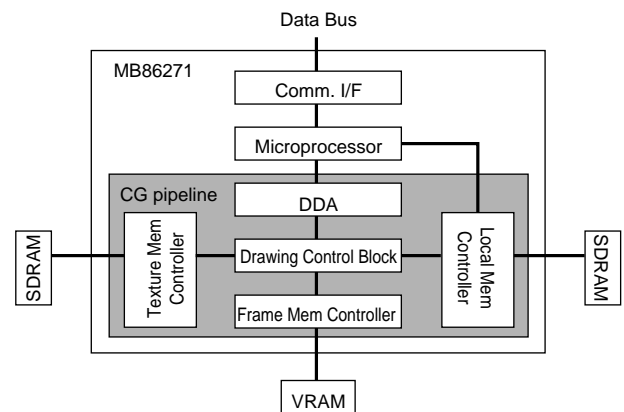 Data Bus
MB86271
Comm. I/F
Microprocessor
CG pipeline
DDA
SDRAM
Texture Mem
Controller
Drawing Control Block
Local Mem
Controller
SDRAM
Frame Mem Controller
VRAM